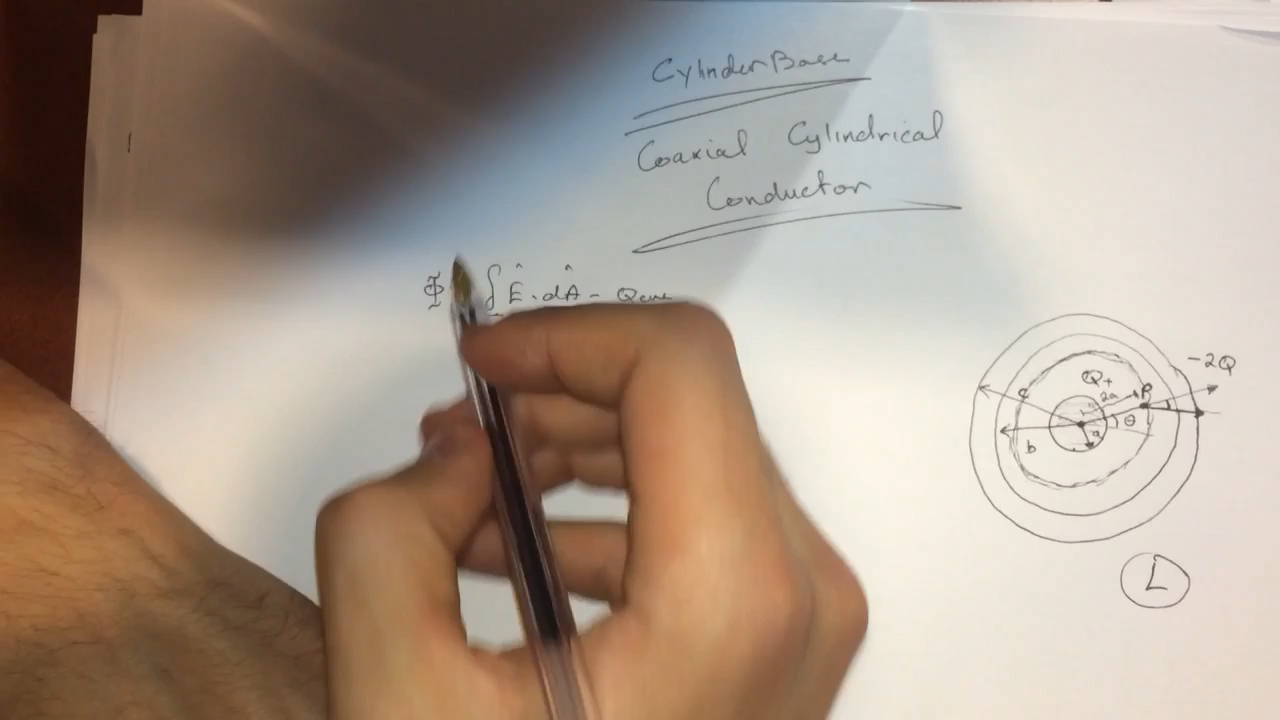 Cylinder Base
Coaxial Cylindrical
Conductor
Φ ∫ Ê · dÂ = Qenc
-2Q
Q+
2a
P
c
θ
a
b
L